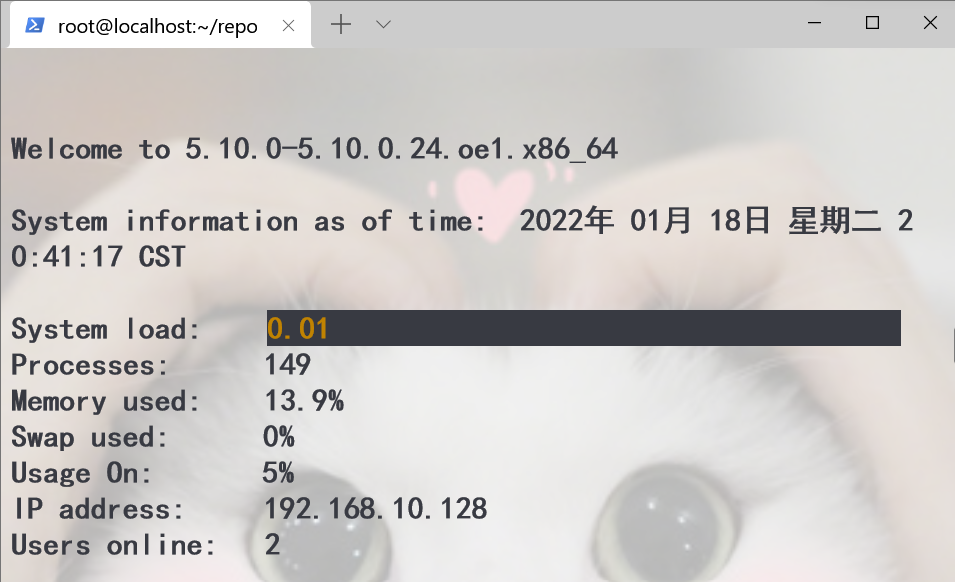 root@localhost:~/repo
Welcome to 5.10.0-5.10.0.24.oe1.x86_64
System information as of time:  2022年 01月 18日 星期二 2
0:41:17 CST
System load:    0.01
Processes:      149
Memory used:    13.9%
Swap used:      0%
Usage On:       5%
IP address:     192.168.10.128
Users online:   2